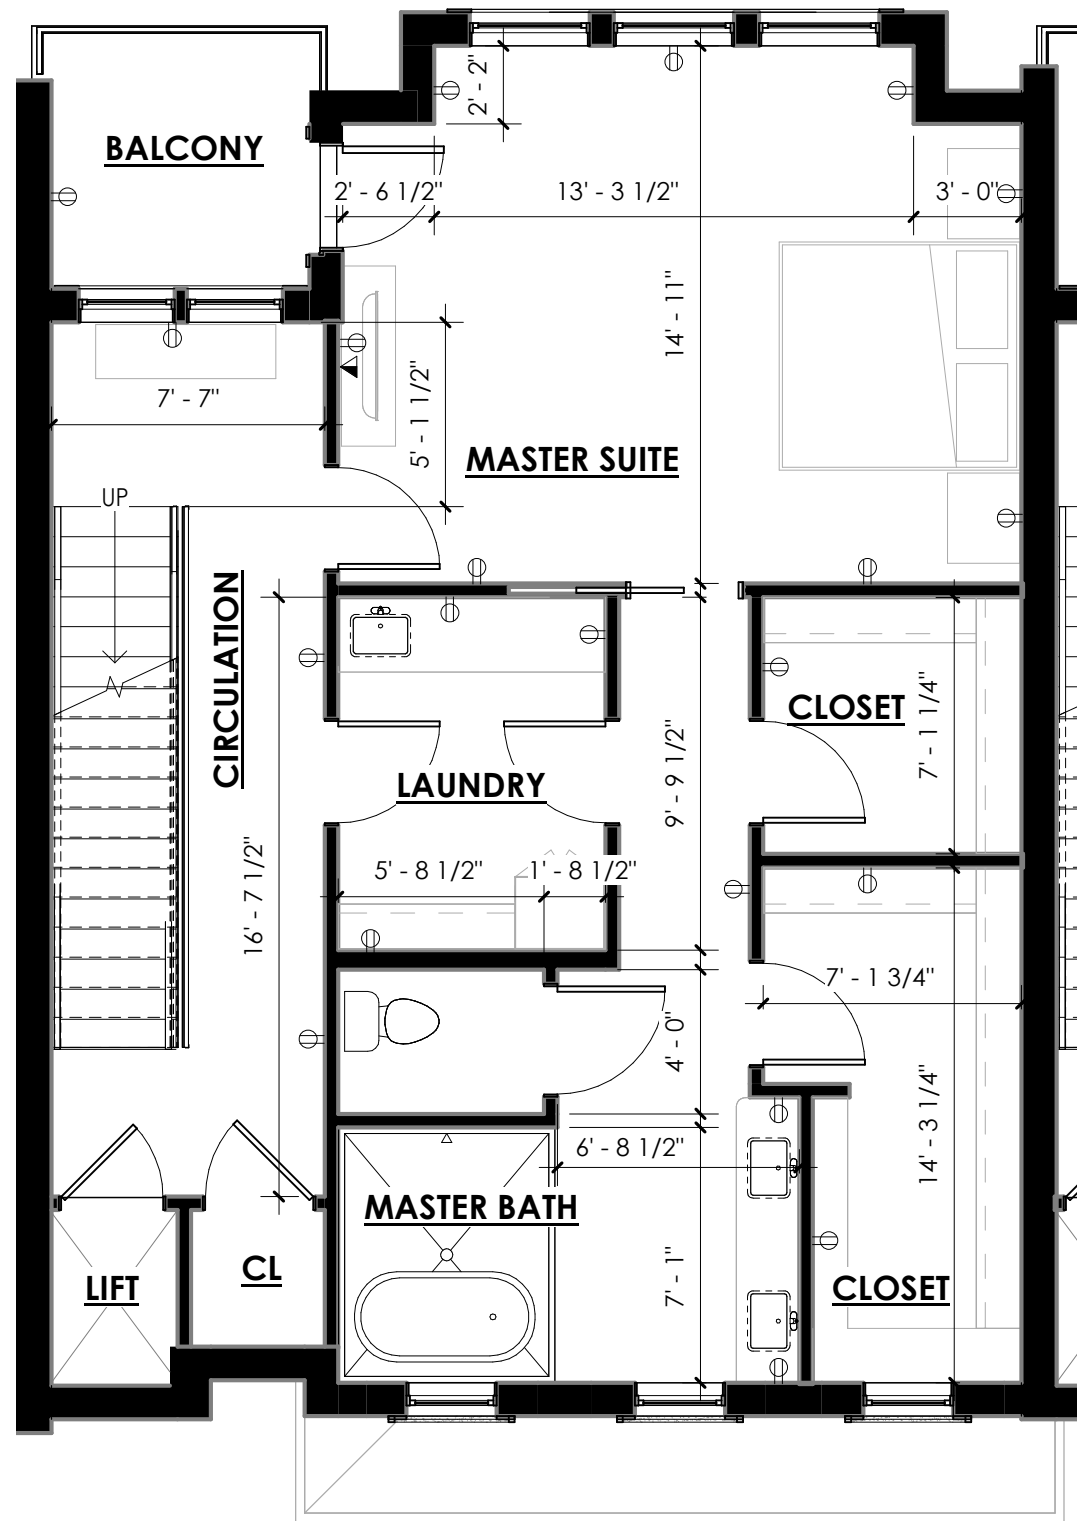 2' - 2"
BALCONY
2' - 6 1/2"
13' - 3 1/2"
3' - 0"
14' - 11"
7' - 7"
5' - 1 1/2"
MASTER SUITE
UP
CIRCULATION
CLOSET
7' - 1 1/4"
9' - 9 1/2"
LAUNDRY
16' - 7 1/2"
5' - 8 1/2"
1' - 8 1/2"
7' - 1 3/4"
4' - 0"
14' - 3 1/4"
6' - 8 1/2"
MASTER BATH
7' - 1"
CL
LIFT
CLOSET